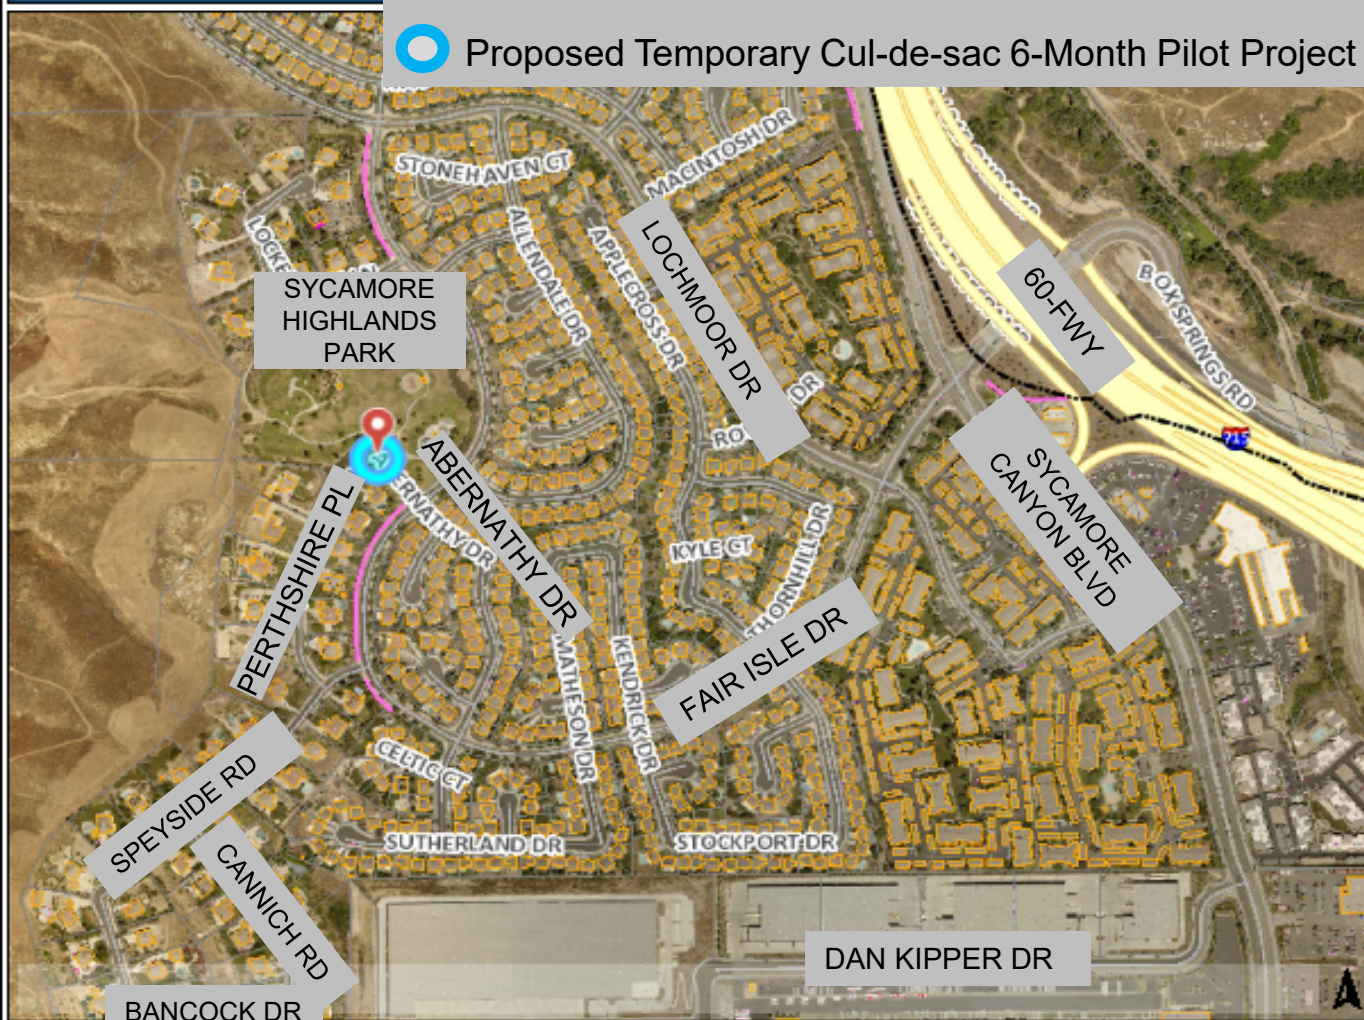 Proposed Temporary Cul-de-sac 6-Month Pilot Project
STONEHAVEN CT
MACINTOSH DR
ALLENDALE DR
APPLECROSS DR
LOCHMOOR DR
SYCAMORE
HIGHLANDS
PARK
60-FWY
BOXSPRINGS RD
DR
ABERNATHY DR
SYCAMORE
CANYON BLVD
PERTHSHIRE PL
KYLE CT
THORNHILL DR
FAIR ISLE DR
MATHESON DR
KENDRICK DR
CELTIC CT
SPEYSIDE RD
SUTHERLAND DR
STOCKPORT DR
CANNICH RD
DAN KIPPER DR
BANCOCK DR